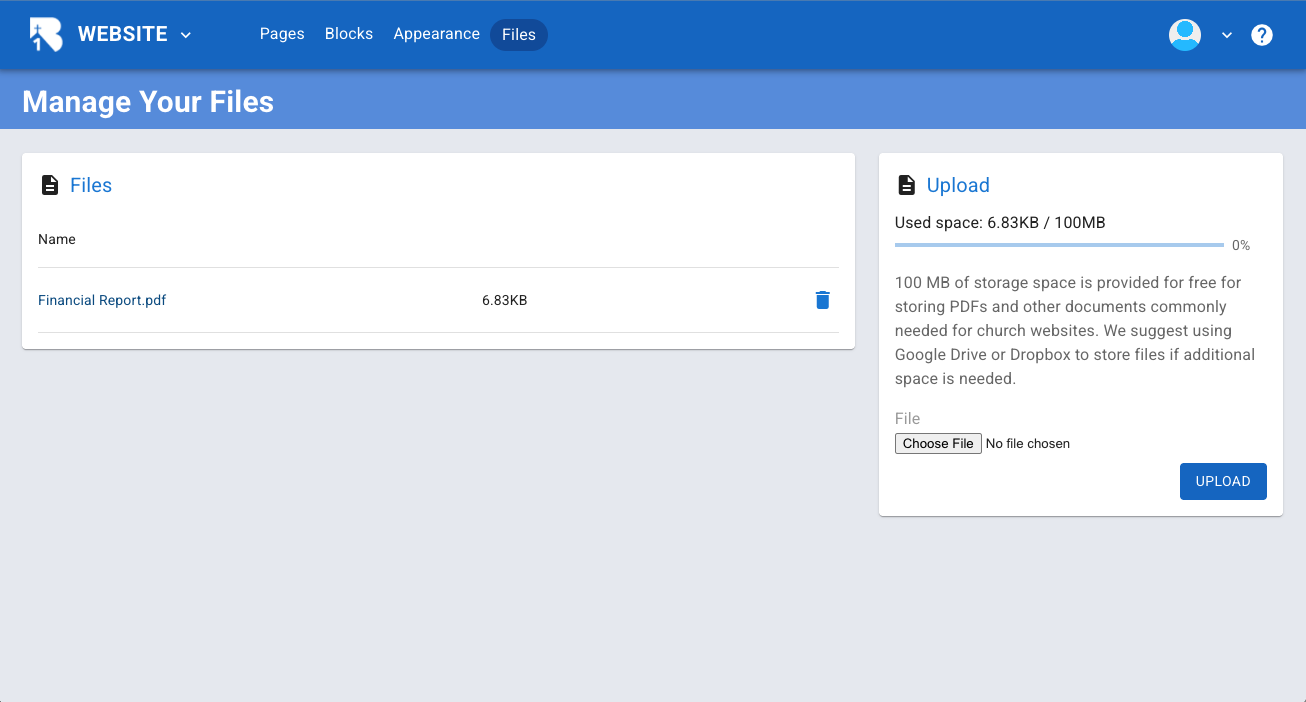 WEBSITE Pages Blocks Appearance Files
Manage Your Files
Files
Name
Financial Report.pdf 6.83KB
Upload
Used space: 6.83KB / 100MB
0%
100 MB of storage space is provided for free for
storing PDFs and other documents commonly
needed for church websites. We suggest using
Google Drive or Dropbox to store files if additional
space is needed.
File
Choose File No file chosen
UPLOAD